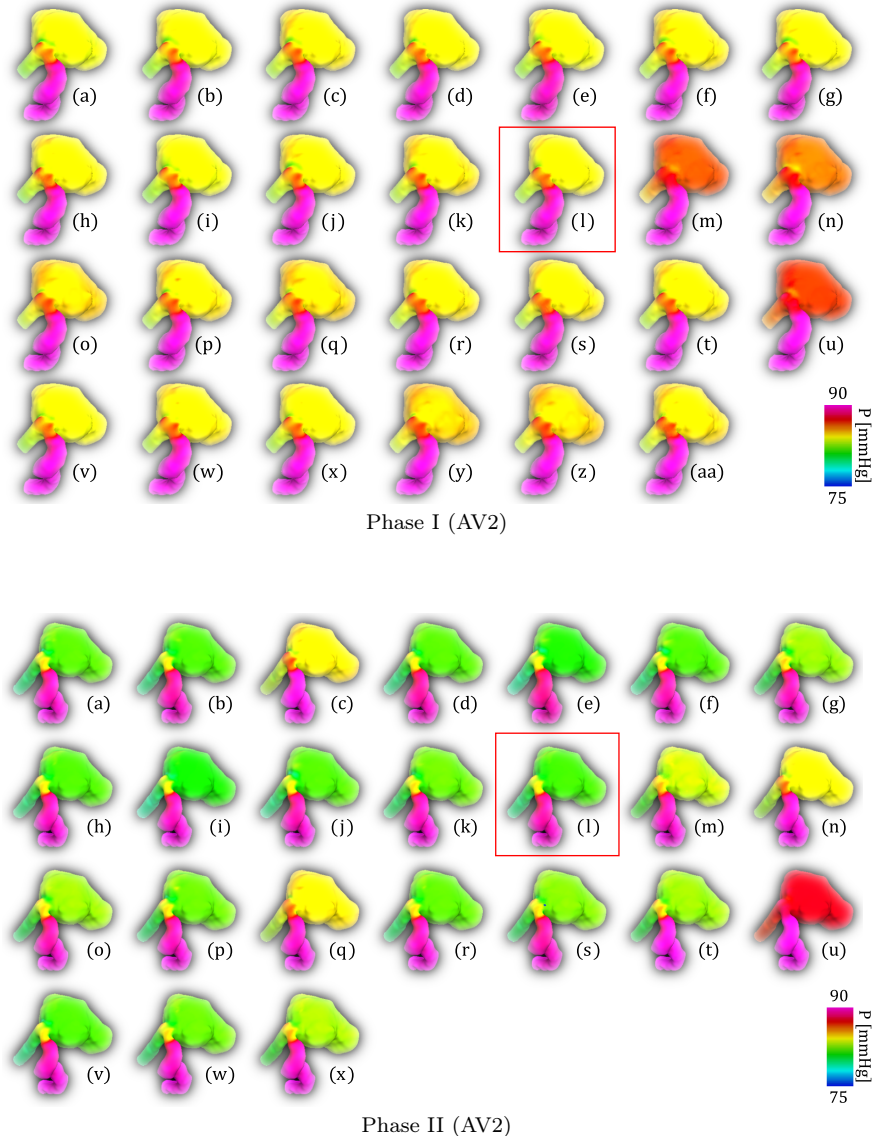 (a) (b) (c) (d) (e) (f) (g)
(h) (i) (j) (k) (l) (m) (n)
(o) (p) (q) (r) (s) (t) (u)
(v) (w) (x) (y) (z) (aa)
90
P [mmHg]
75
Phase I (AV2)
(a) (b) (c) (d) (e) (f) (g)
(h) (i) (j) (k) (l) (m) (n)
(o) (p) (q) (r) (s) (t) (u)
(v) (w) (x)
90
P [mmHg]
75
Phase II (AV2)